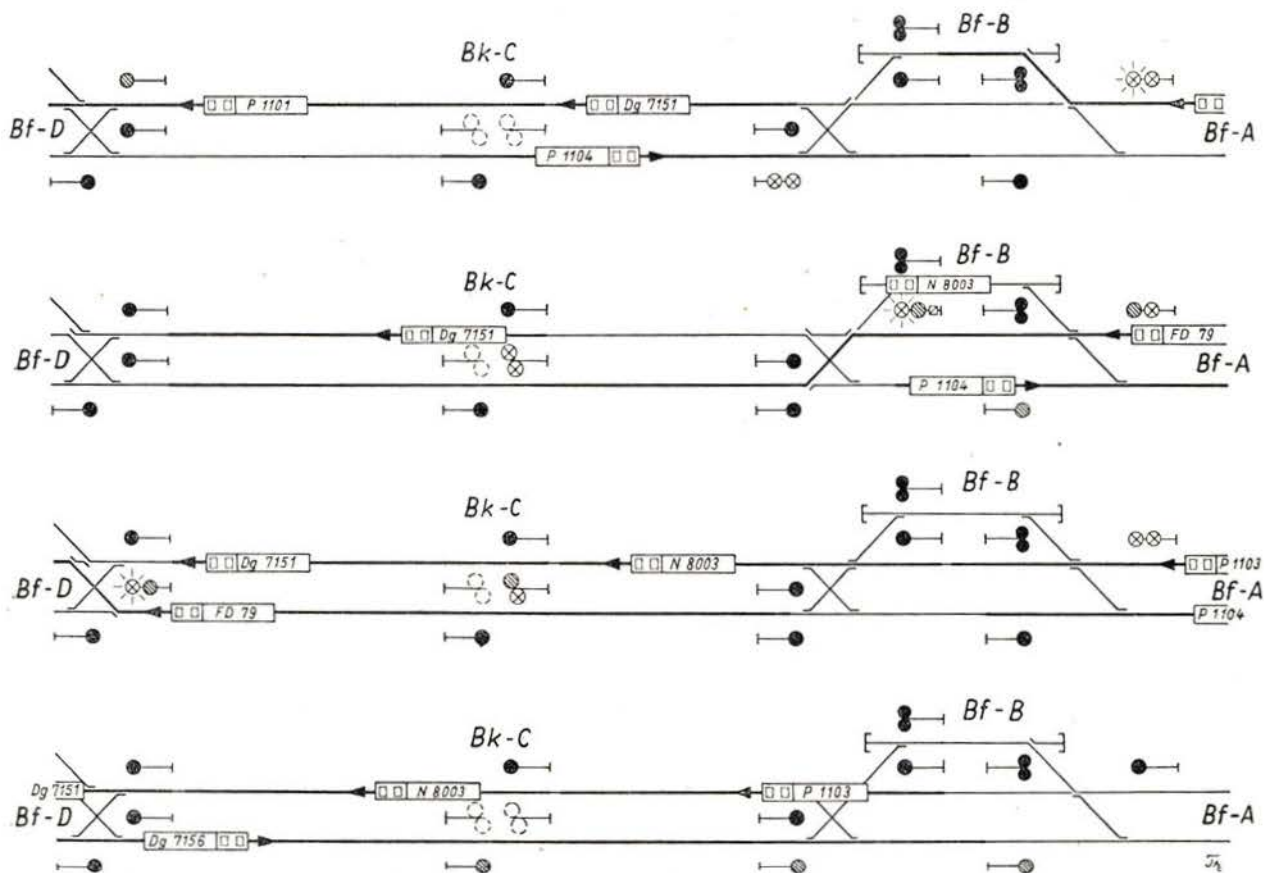 Bf-B
Bk-C
P 1101
Dg 7151
Bf-D
Bf-A
P 1104
Bf-B
Bk-C
N 8003
Dg 7151
FD 79
Bf-D
Bf-A
P 1104
Bf-B
Bk-C
Dg 7151
N 8003
P 1103
Bf-D
Bf-A
FD 79
P 1104
Bf-B
Bk-C
Dg 7151
N 8003
P 1103
Bf-D
Bf-A
Dg 7156